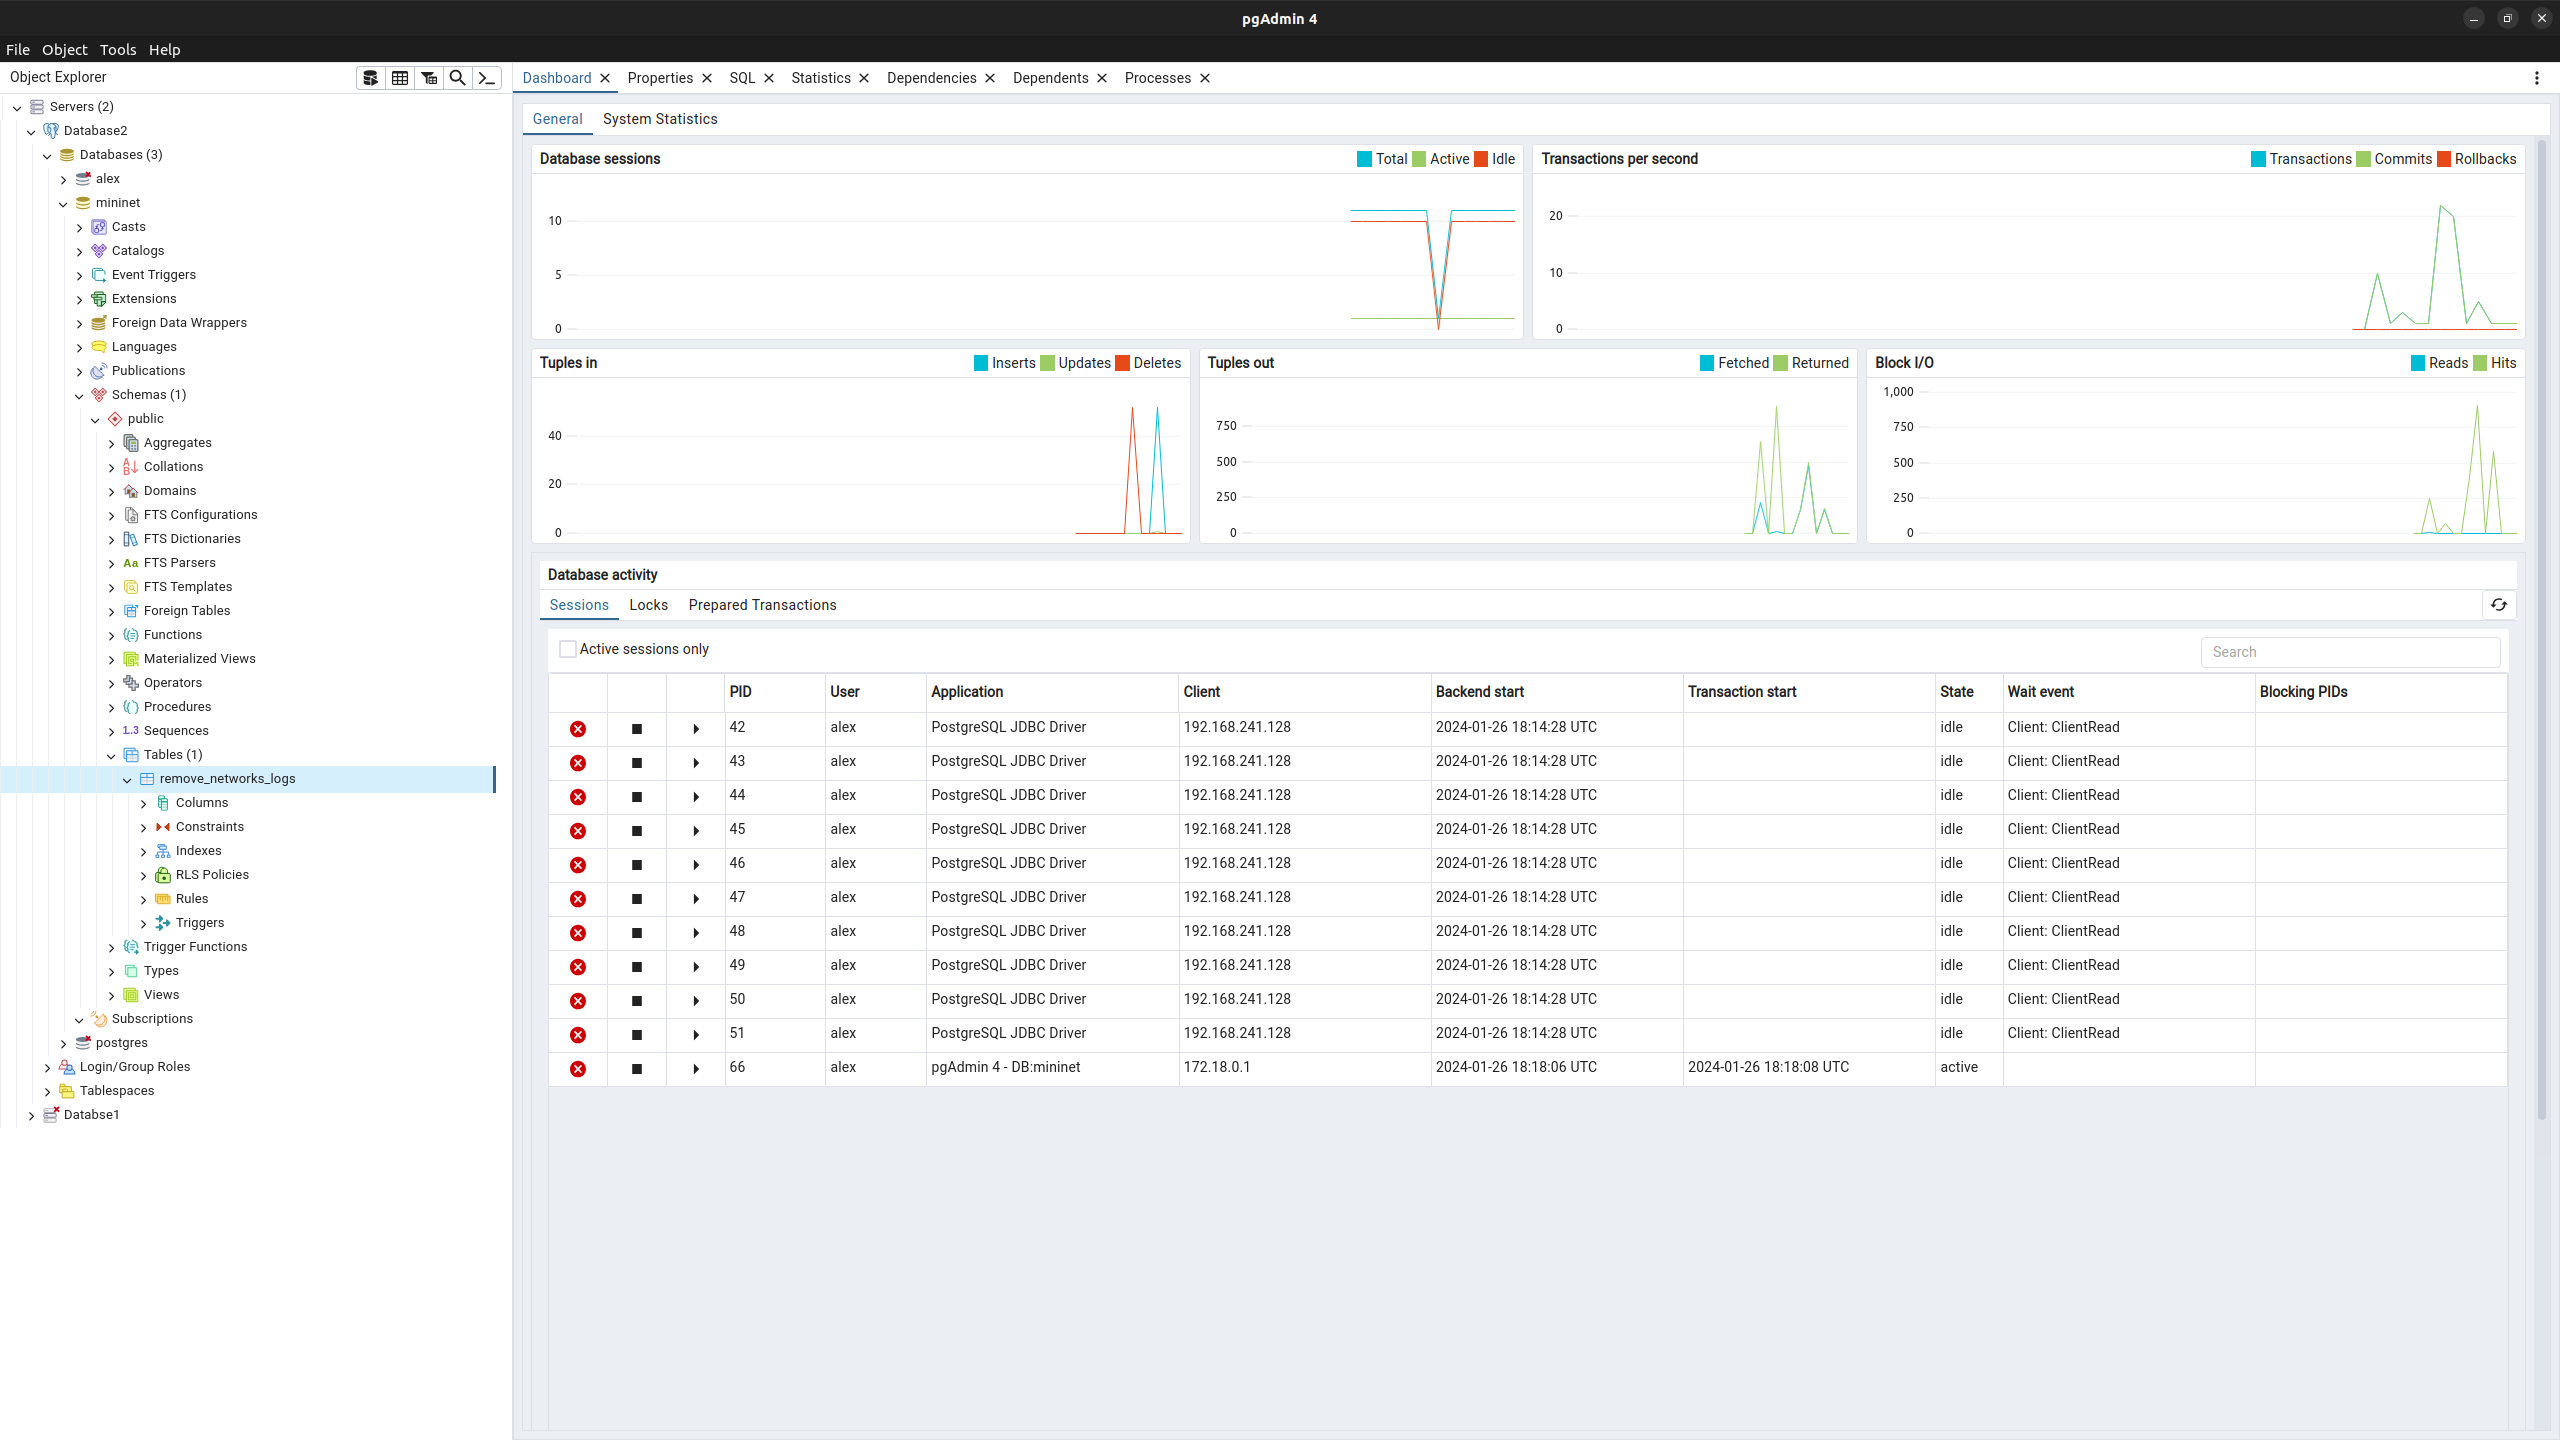 pgAdmin 4
File Object Tools Help
Object Explorer
Servers (2)
Database2
Databases (3)
alex
mininet
Casts
Catalogs
Event Triggers
Extensions
Foreign Data Wrappers
Languages
Publications
Schemas (1)
public
Aggregates
Collations
Domains
FTS Configurations
FTS Dictionaries
Aa FTS Parsers
FTS Templates
Foreign Tables
Functions
Materialized Views
Operators
Procedures
1..3 Sequences
Tables (1)
remove_networks_logs
Columns
Constraints
Indexes
RLS Policies
Rules
Triggers
Trigger Functions
Types
Views
Subscriptions
postgres
Login/Group Roles
Tablespaces
Databse1
Dashboard Properties SQL Statistics Dependencies Dependents Processes
General System Statistics
Database sessions Total Active Idle
10
5
0
Transactions per second Transactions Commits Rollbacks
20
10
0
Tuples in Inserts Updates Deletes
40
20
0
Tuples out Fetched Returned
750
500
250
0
Block I/O Reads Hits
1,000
750
500
250
0
Database activity
Sessions Locks Prepared Transactions
Active sessions only Search
PID User Application Client Backend start Transaction start State Wait event Blocking PIDs
42 alex PostgreSQL JDBC Driver 192.168.241.128 2024-01-26 18:14:28 UTC idle Client: ClientRead
43 alex PostgreSQL JDBC Driver 192.168.241.128 2024-01-26 18:14:28 UTC idle Client: ClientRead
44 alex PostgreSQL JDBC Driver 192.168.241.128 2024-01-26 18:14:28 UTC idle Client: ClientRead
45 alex PostgreSQL JDBC Driver 192.168.241.128 2024-01-26 18:14:28 UTC idle Client: ClientRead
46 alex PostgreSQL JDBC Driver 192.168.241.128 2024-01-26 18:14:28 UTC idle Client: ClientRead
47 alex PostgreSQL JDBC Driver 192.168.241.128 2024-01-26 18:14:28 UTC idle Client: ClientRead
48 alex PostgreSQL JDBC Driver 192.168.241.128 2024-01-26 18:14:28 UTC idle Client: ClientRead
49 alex PostgreSQL JDBC Driver 192.168.241.128 2024-01-26 18:14:28 UTC idle Client: ClientRead
50 alex PostgreSQL JDBC Driver 192.168.241.128 2024-01-26 18:14:28 UTC idle Client: ClientRead
51 alex PostgreSQL JDBC Driver 192.168.241.128 2024-01-26 18:14:28 UTC idle Client: ClientRead
66 alex pgAdmin 4 - DB:mininet 172.18.0.1 2024-01-26 18:18:06 UTC 2024-01-26 18:18:08 UTC active